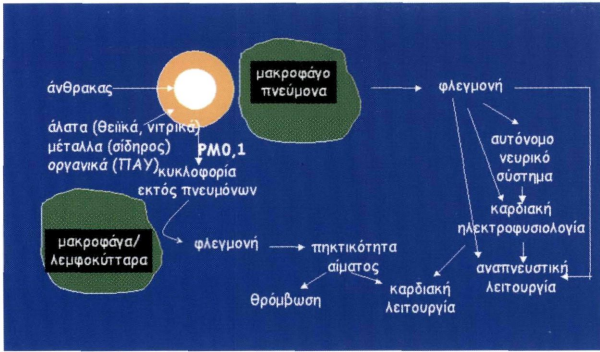 μακροφάγο
πνεύμονα
φλεγμονή
άνθρακας
άλατα (θειϊκά, νιτρικά)
μέταλλα (σίδηρος)
οργανικά (ΠΑΥ)
PM0,1
κυκλοφορία
εκτός πνευμόνων
αυτόνομο
νευρικό
σύστημα
καρδιακή
ηλεκτροφυσιολογία
αναπνευστική
λειτουργία
μακροφάγα/
λεμφοκύτταρα
φλεγμονή
πηκτικότητα
αίματος
θρόμβωση
καρδιακή
λειτουργία